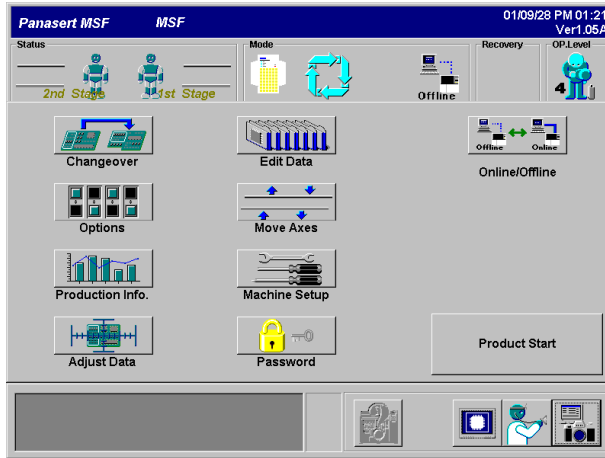 Panasert MSF MSF 01/09/28 PM 01:21
Ver1.05A
Status Mode Recovery OP.Level
2nd Stage 1st Stage Offline 4
Changeover Edit Data Offline Online
Online/Offline
Options Move Axes
Production Info. Machine Setup
Adjust Data Password Product Start